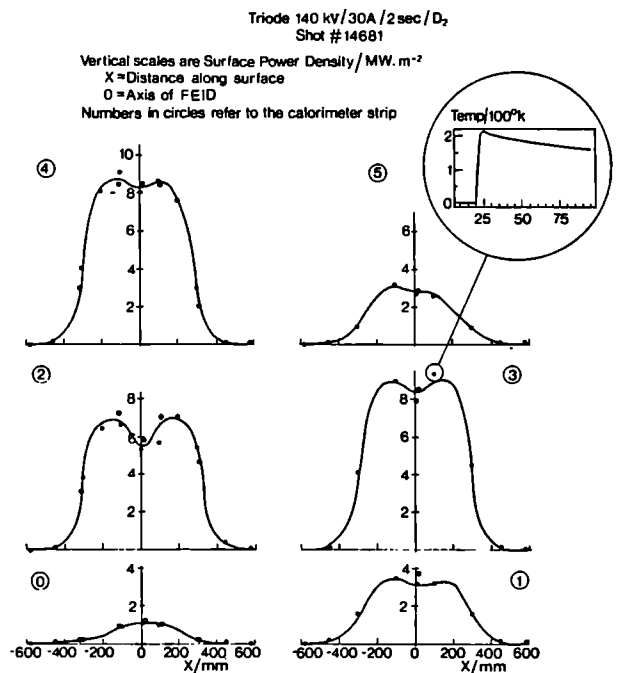 Triode 140 kV/30A/2sec/D₂
Shot #14681
Vertical scales are Surface Power Density/MW.m⁻²
X=Distance along surface
0=Axis of FEID
Numbers in circles refer to the calorimeter strip
Temp/100°k
2
1
0
25 50 75
④
10
8
6
4
2
⑤
6
4
2
②
8
6
4
2
③
8
6
4
2
⓪
4
2
①
4
2
-600 -400 -200 0 200 400 600
X/mm
-600 -400 -200 0 200 400 600
X/mm